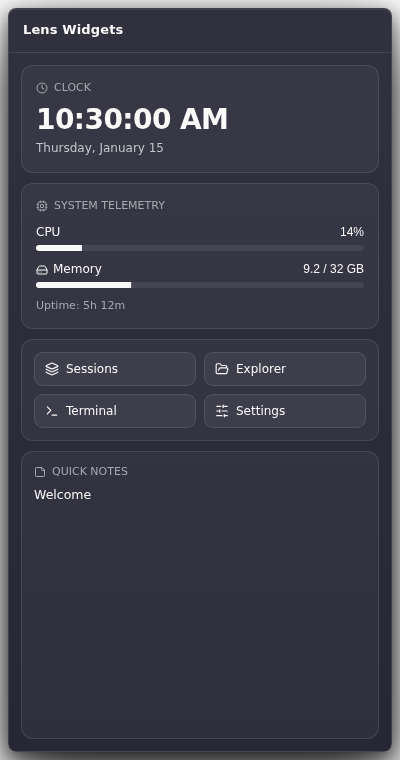 Lens Widgets
CLOCK
10:30:00 AM
Thursday, January 15
SYSTEM TELEMETRY
CPU 14%
Memory 9.2 / 32 GB
Uptime: 5h 12m
Sessions Explorer
Terminal Settings
QUICK NOTES
Welcome